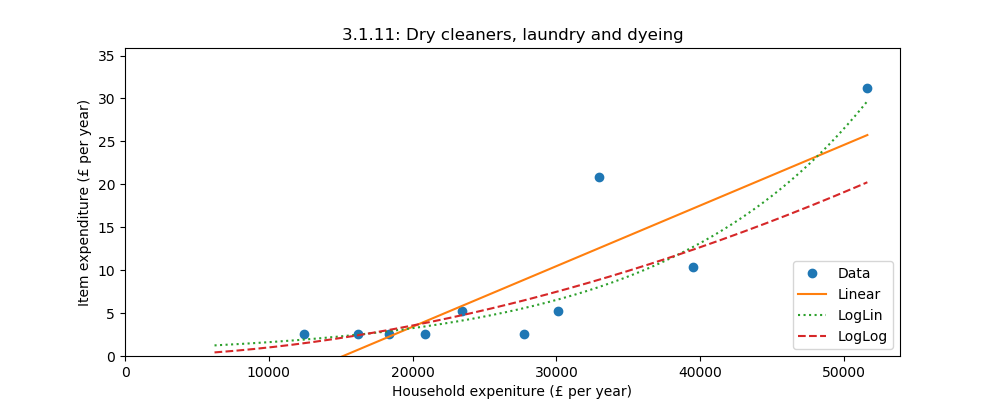 3.1.11: Dry cleaners, laundry and dyeing
Item expenditure (£ per year)
35
30
25
20
15
10
5
0
0 10000 20000 30000 40000 50000
Household expeniture (£ per year)
Data
Linear
LogLin
LogLog